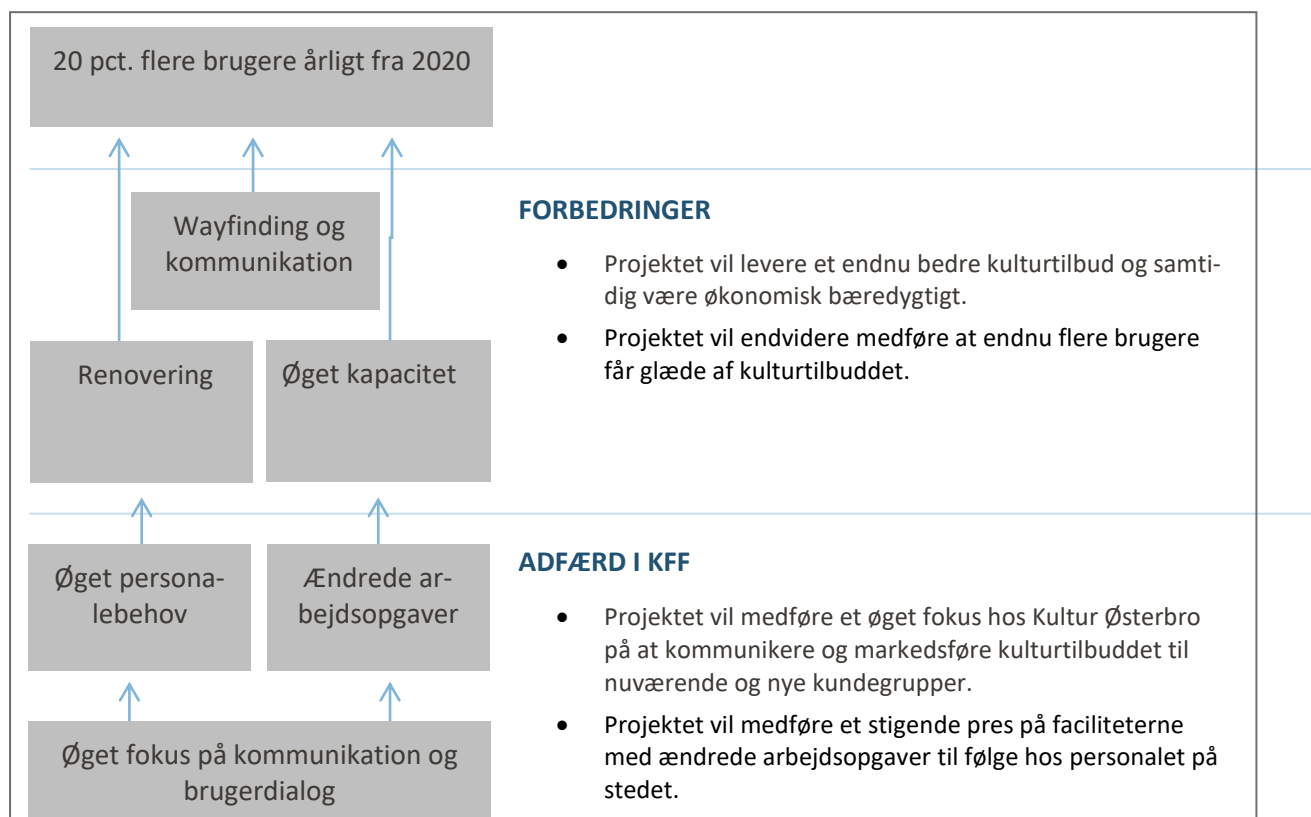 20 pct. flere brugere årligt fra 2020
Wayfinding og
kommunikation
Renovering
Øget kapacitet
FORBEDRINGER
• Projektet vil levere et endnu bedre kulturtilbud og samti-
dig være økonomisk bæredygtigt.
• Projektet vil endvidere medføre at endnu flere brugere
får glæde af kulturtilbuddet.
Øget persona-
lebehov
Ændrede ar-
bejdsopgaver
Øget fokus på kommunikation og
brugerdialog
ADFÆRD I KFF
• Projektet vil medføre et øget fokus hos Kultur Østerbro
på at kommunikere og markedsføre kulturtilbuddet til
nuværende og nye kundegrupper.
• Projektet vil medføre et stigende pres på faciliteterne
med ændrede arbejdsopgaver til følge hos personalet på
stedet.